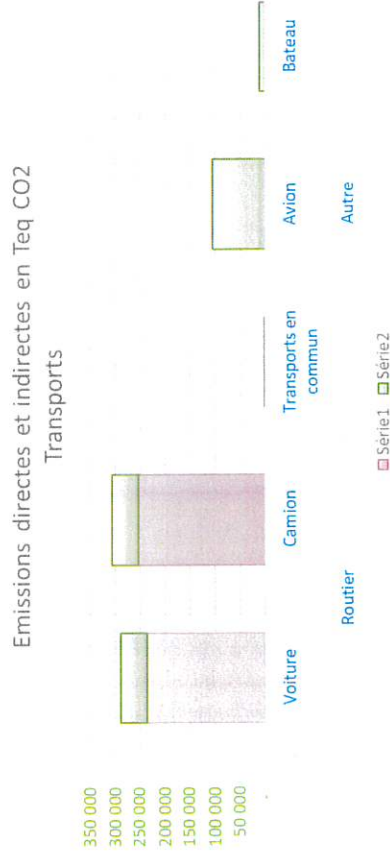 Emissions directes et indirectes en Teq CO2
Transports
350 000
300 000
250 000
200 000
150 000
100 000
50 000
Voiture
Camion
Transports en
commun
Avion
Bateau
Routier
Autre
Série1
Série2